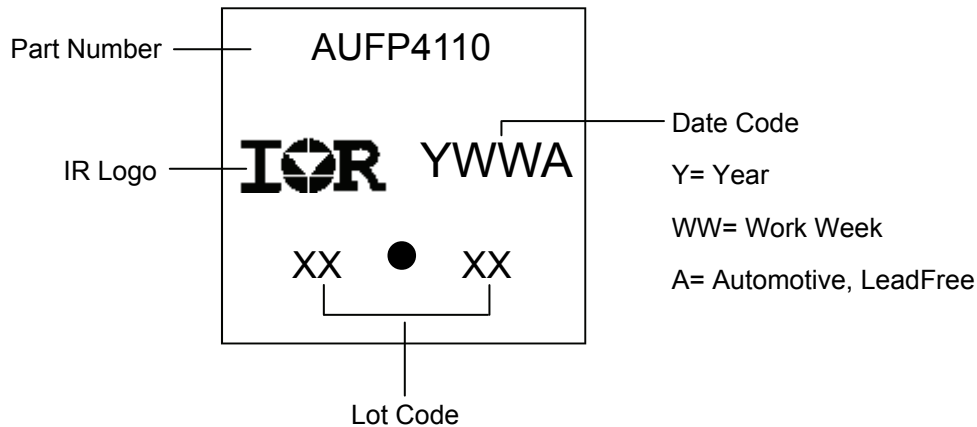 Part Number
AUFP4110
IR Logo
IOR
YWWA
Date Code
Y= Year
WW= Work Week
A= Automotive, LeadFree
XX
XX
Lot Code